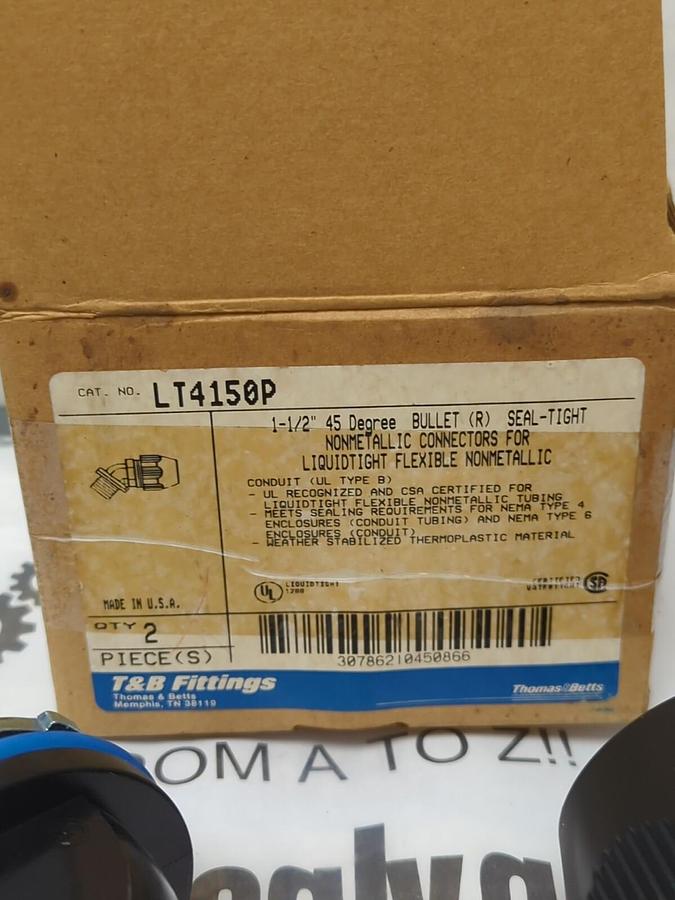 CAT. NO. LT4150P
1-1/2" 45 Degree BULLET (R) SEAL-TIGHT
NONMETALLIC CONNECTORS FOR
LIQUIDTIGHT FLEXIBLE NONMETALLIC
CONDUIT (UL TYPE B)
- UL RECOGNIZED AND CSA CERTIFIED FOR
LIQUIDTIGHT FLEXIBLE NONMETALLIC TUBING
- MEETS SEALING REQUIREMENTS FOR NEMA TYPE 4
ENCLOSURES (CONDUIT TUBING) AND NEMA TYPE 6
ENCLOSURES (CONDUIT)
- WEATHER STABILIZED THERMOPLASTIC MATERIAL
UL LIQUIDTIGHT
MADE IN U.S.A.
QTY 2
PIECE(S)
30786210450866
T&B Fittings
Thomas & Betts
Memphis, TN 38119
Thomas&Betts
OM A TO Z!!